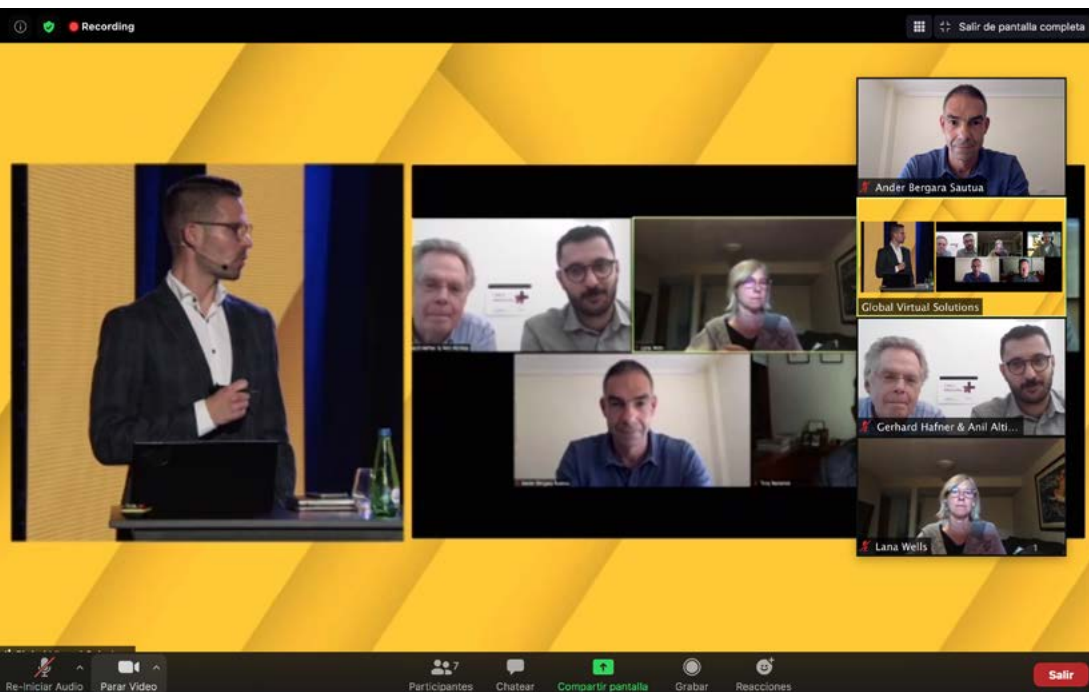 Recording
Salir de pantalla completa
Ander Bergara Sautua
Global Virtual Solutions
Gerhard Hafner & Anil Alti...
Lana Wells
Re-Iniciar Audio
Parar Video
7
Participantes
Chatear
Compartir pantalla
Grabar
Reacciones
Salir